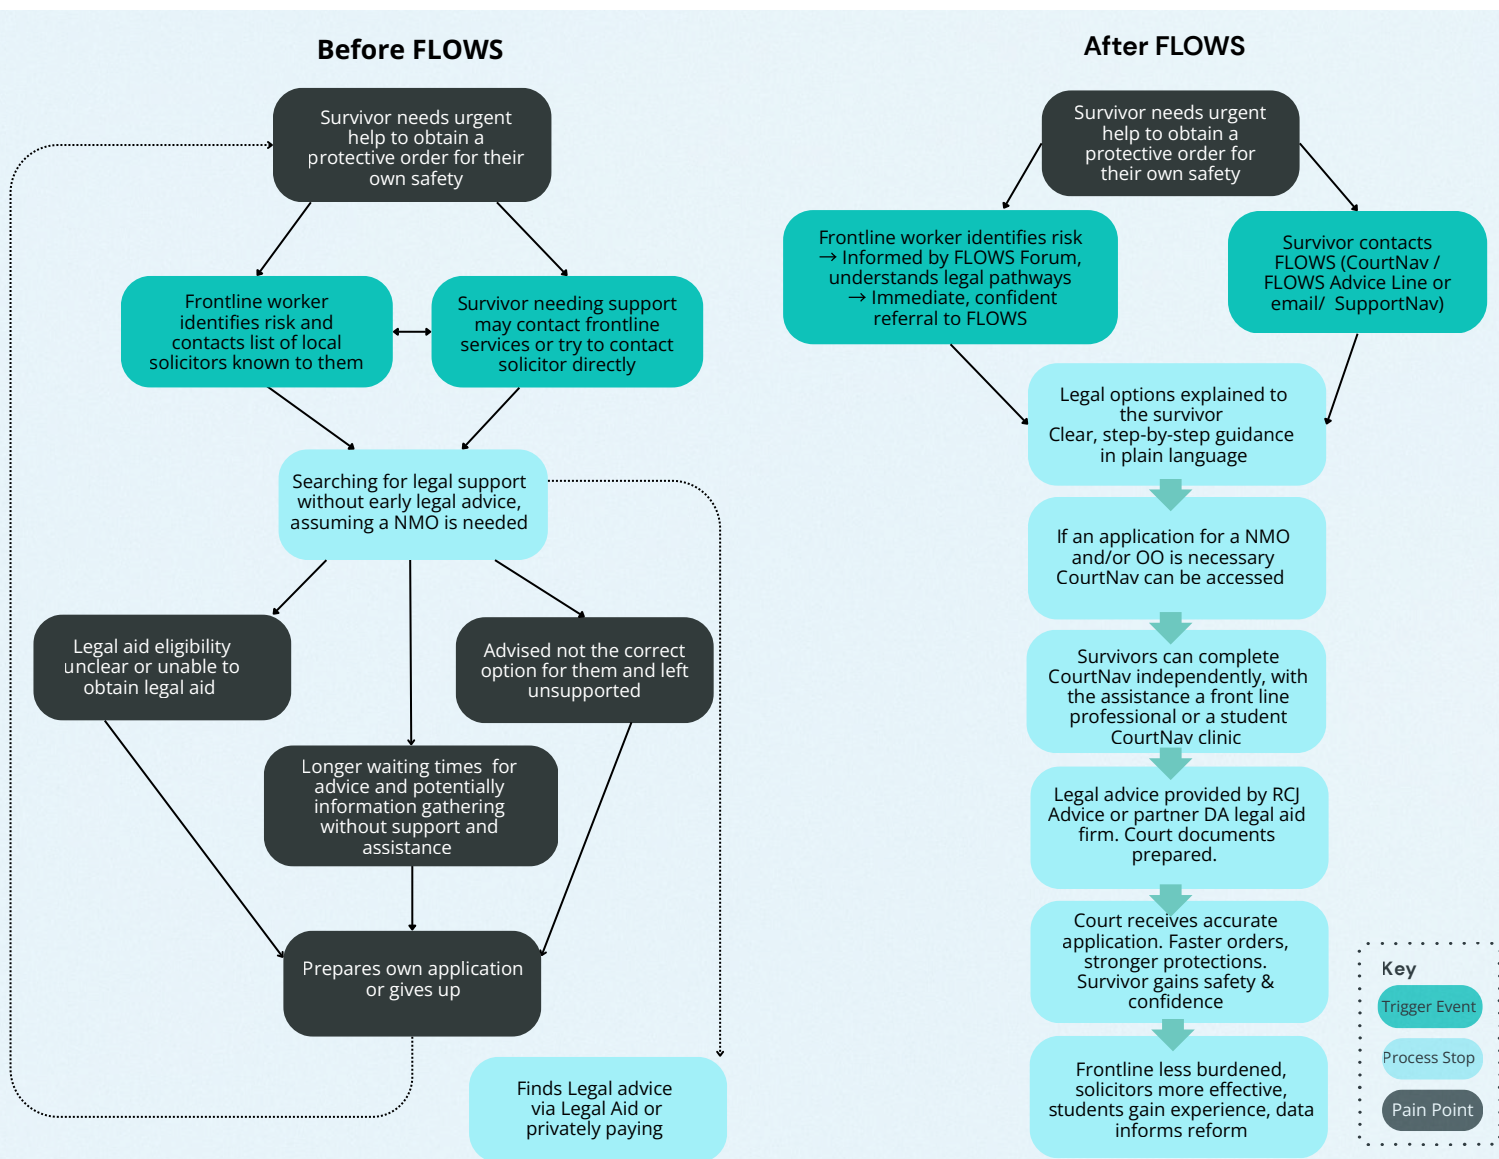 Before FLOWS
Survivor needs urgent
help to obtain a
protective order for their
own safety
Frontline worker
identifies risk and
contacts list of local
solicitors known to them
Survivor needing support
may contact frontline
services or try to contact
solicitor directly
Searching for legal support
without early legal advice,
assuming a NMO is needed
Legal aid eligibility
unclear or unable to
obtain legal aid
Advised not the correct
option for them and left
unsupported
Longer waiting times for
advice and potentially
information gathering
without support and
assistance
Prepares own application
or gives up
Finds Legal advice
via Legal Aid or
privately paying
After FLOWS
Survivor needs urgent
help to obtain a
protective order for
their own safety
Frontline worker identifies risk
→ Informed by FLOWS Forum,
understands legal pathways
→ Immediate, confident
referral to FLOWS
Survivor contacts
FLOWS (CourtNav /
FLOWS Advice Line or
email/ SupportNav)
Legal options explained to
the survivor
Clear, step-by-step guidance
in plain language
If an application for a NMO
and/or OO is necessary
CourtNav can be accessed
Survivors can complete
CourtNav independently, with
the assistance a front line
professional or a student
CourtNav clinic
Legal advice provided by RCJ
Advice or partner DA legal aid
firm. Court documents
prepared.
Court receives accurate
application. Faster orders,
stronger protections.
Survivor gains safety &
confidence
Frontline less burdened,
solicitors more effective,
students gain experience, data
informs reform
Key
Trigger Event
Process Stop
Pain Point